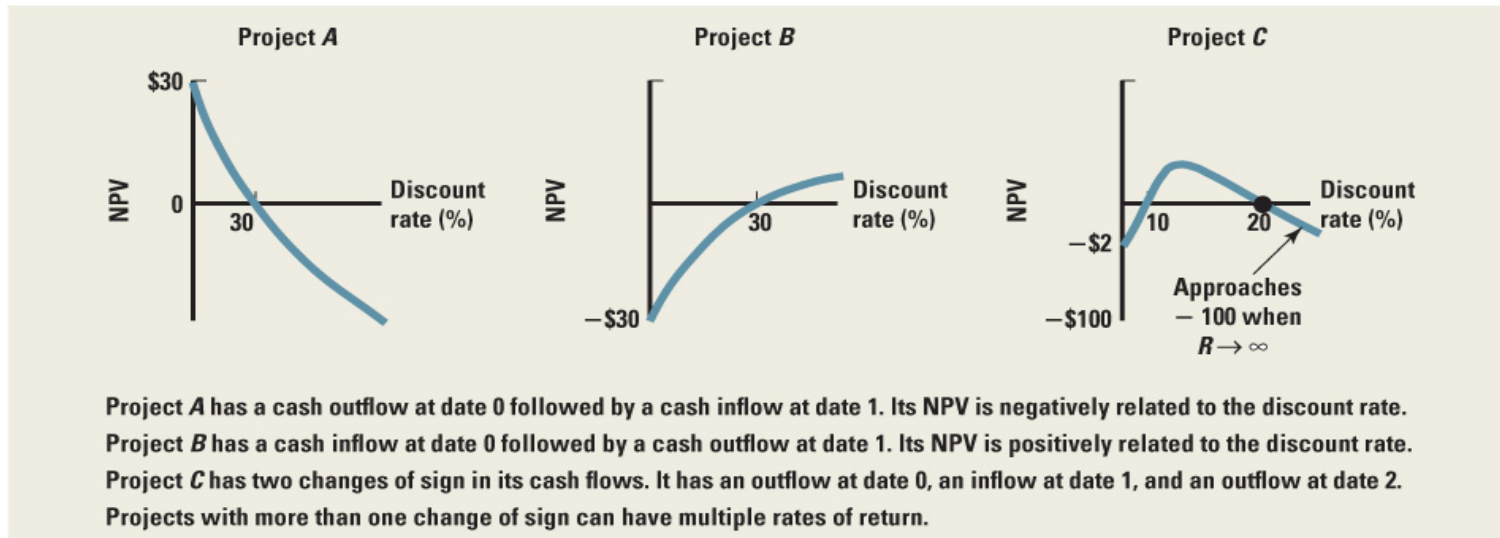 Project A
$30
NPV
0
30
Discount
rate (%)
Project B
NPV
30
Discount
rate (%)
–$30
Project C
NPV
10
20
Discount
rate (%)
–$2
Approaches
– 100 when
R→ ∞
–$100
Project A has a cash outflow at date 0 followed by a cash inflow at date 1. Its NPV is negatively related to the discount rate.
Project B has a cash inflow at date 0 followed by a cash outflow at date 1. Its NPV is positively related to the discount rate.
Project C has two changes of sign in its cash flows. It has an outflow at date 0, an inflow at date 1, and an outflow at date 2.
Projects with more than one change of sign can have multiple rates of return.